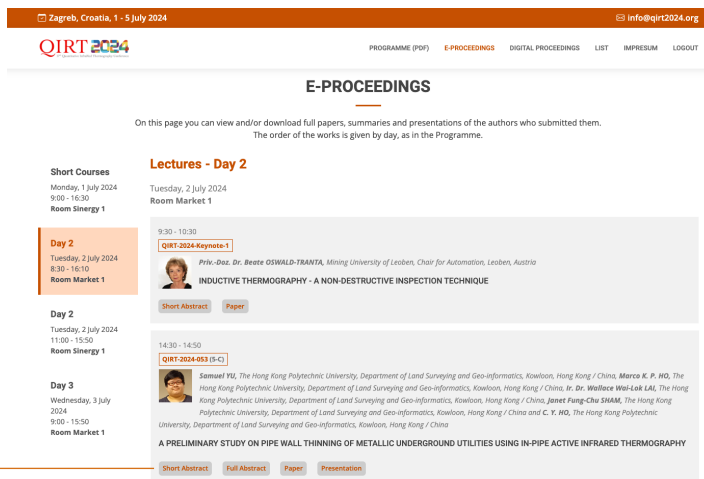 Zagreb, Croatia, 1 - 5 July 2024
info@qirt2024.org
QIRT 2024
PROGRAMME (PDF)
E-PROCEEDINGS
DIGITAL PROCEEDINGS
LIST
IMPRESUM
LOGOUT
E-PROCEEDINGS
On this page you can view and/or download full papers, summaries and presentations of the authors who submitted them.
The order of the works is given by day, as in the Programme.
Short Courses
Monday, 1 July 2024
9:00 - 16:30
Room Sinergy 1
Day 2
Tuesday, 2 July 2024
8:30 - 16:10
Room Market 1
Day 2
Tuesday, 2 July 2024
11:00 - 15:50
Room Sinergy 1
Day 3
Wednesday, 3 July
2024
9:00 - 15:50
Room Market 1
Lectures - Day 2
Tuesday, 2 July 2024
Room Market 1
9:30 - 10:30
QIRT-2024-Keynote-1
Priv.-Doz. Dr. Beate OSWALD-TRANTA, Mining University of Leoben, Chair for Automation, Leoben, Austria
INDUCTIVE THERMOGRAPHY - A NON-DESTRUCTIVE INSPECTION TECHNIQUE
Short Abstract
Paper
14:30 - 14:50
QIRT-2024-053 (5-C)
Samuel YU, The Hong Kong Polytechnic University, Department of Land Surveying and Geo-informatics, Kowloon, Hong Kong / China, Marco K. P. HO, The
Hong Kong Polytechnic University, Department of Land Surveying and Geo-informatics, Kowloon, Hong Kong / China, Ir. Dr. Wallace Wai-Lok LAI, The Hong
Kong Polytechnic University, Department of Land Surveying and Geo-informatics, Kowloon, Hong Kong / China, Janet Fung-Chu SHAM, The Hong Kong
Polytechnic University, Department of Land Surveying and Geo-informatics, Kowloon, Hong Kong / China and C. Y. HO, The Hong Kong Polytechnic
University, Department of Land Surveying and Geo-informatics, Kowloon, Hong Kong / China
A PRELIMINARY STUDY ON PIPE WALL THINNING OF METALLIC UNDERGROUND UTILITIES USING IN-PIPE ACTIVE INFRARED THERMOGRAPHY
Short Abstract
Full Abstract
Paper
Presentation